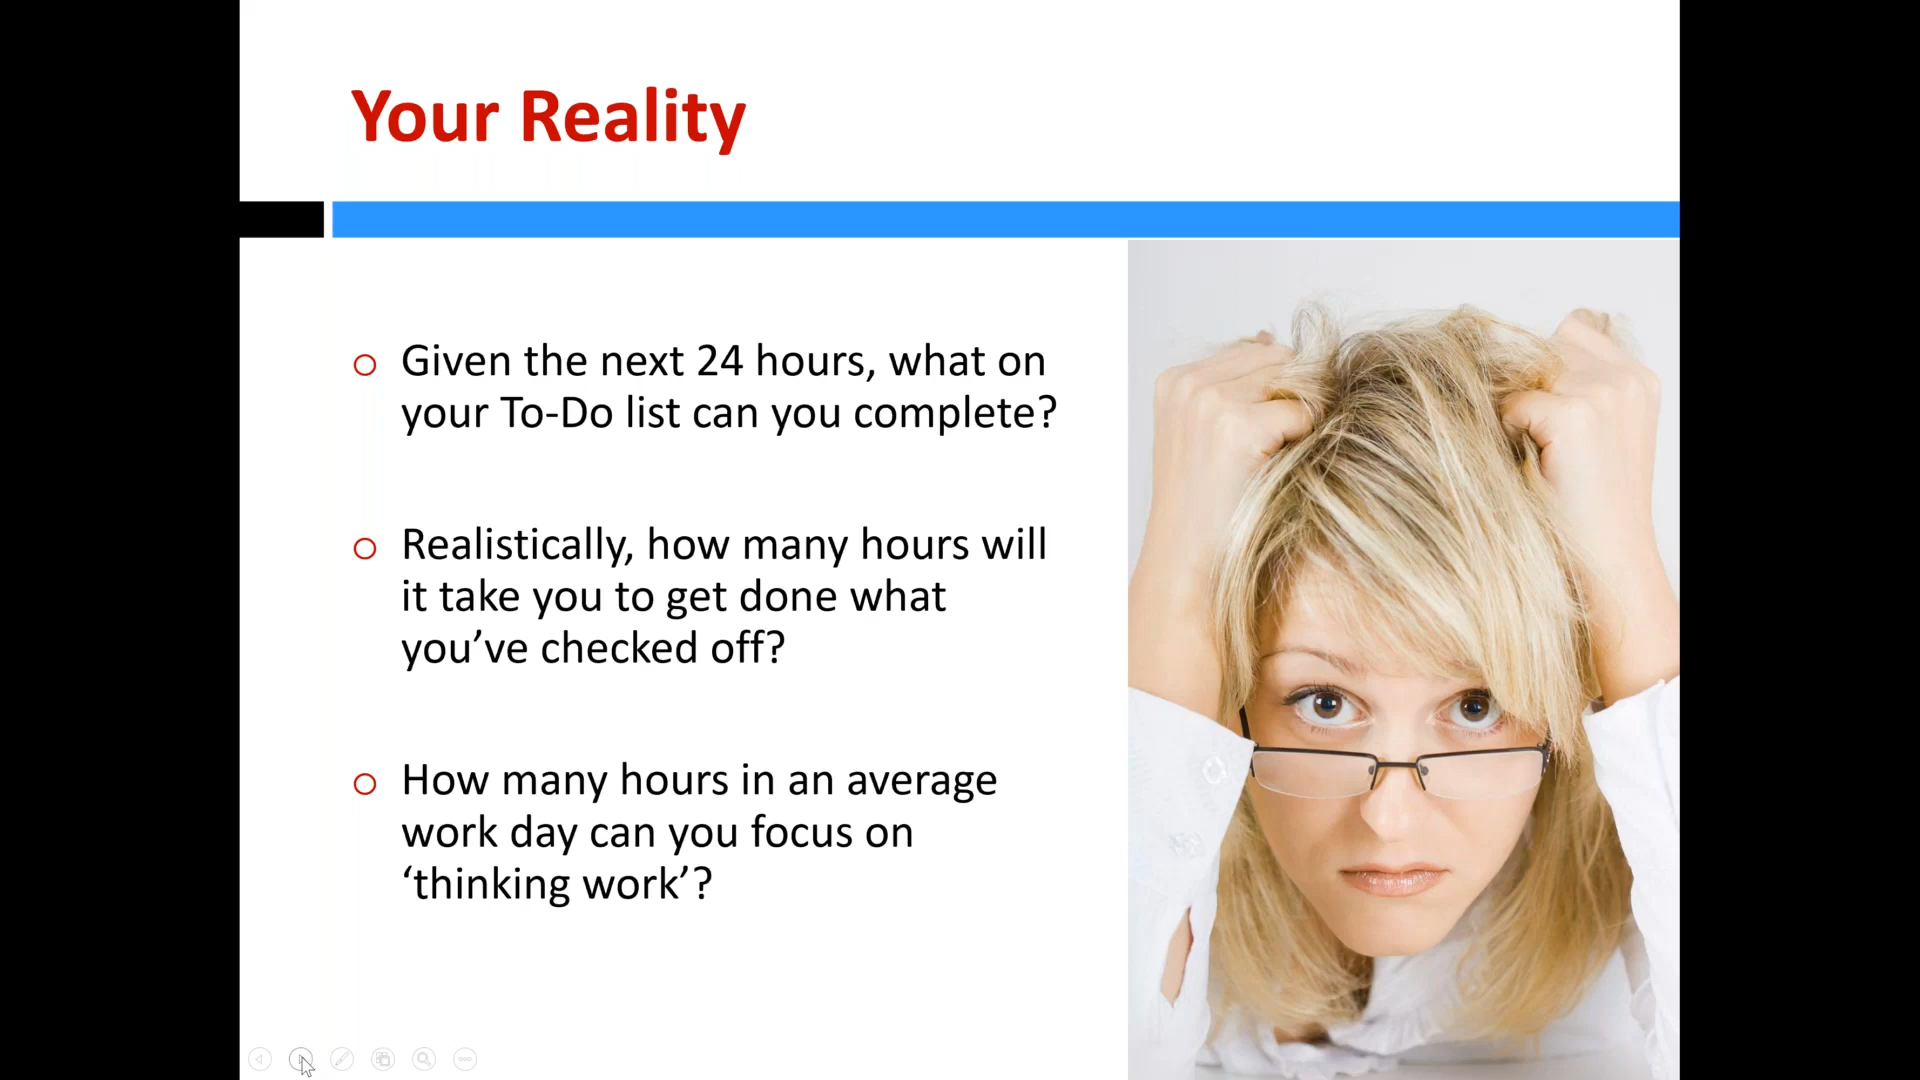 Your Reality
Given the next 24 hours, what on
your To-Do list can you complete?
Realistically, how many hours will
it take you to get done what
you’ve checked off?
How many hours in an average
work day can you focus on
‘thinking work’?